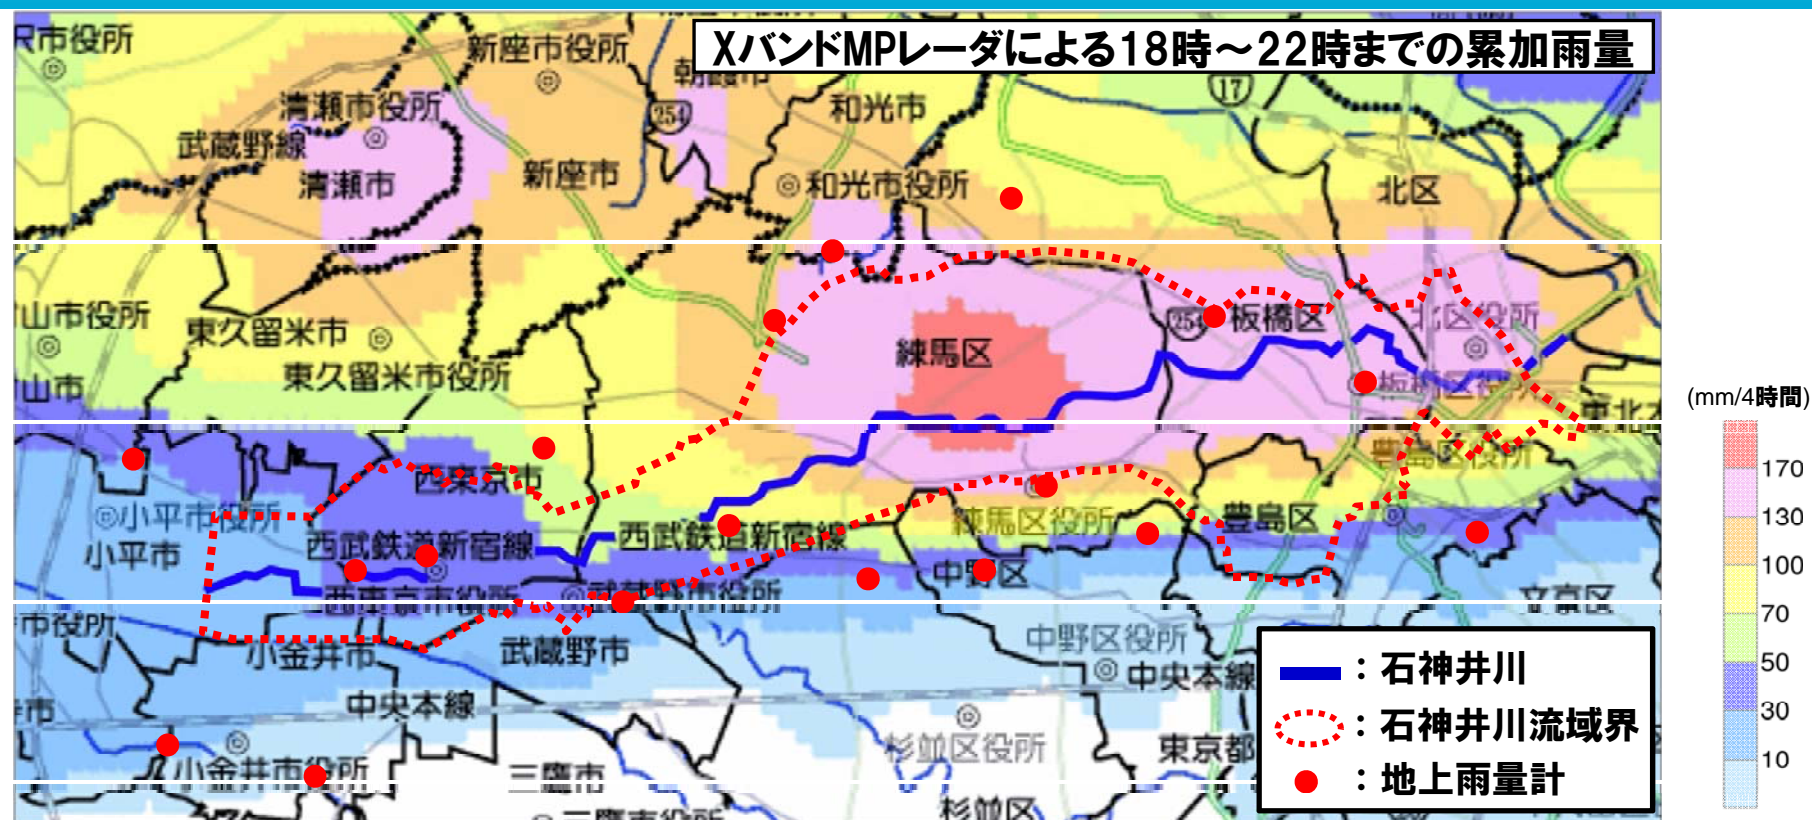 XバンドMPレーダによる18時～22時までの累加雨量
新座市役所
朝霞市
17
清瀬市役所
254
和光市
武蔵野線
清瀬市
新座市
和光市役所
北区
山市役所
東久留米市
254
板橋区
北区役所
練馬区
山市
東久留米市役所
板橋区役所
(mm/4時間)
豊島区役所
170
西東京市
小平市役所
練馬区役所
豊島区
130
小平市
西武鉄道新宿線
西武鉄道新宿線
100
中野区
西東京市役所
武蔵野市役所
文京区
70
市役所
小金井市
武蔵野市
中野区役所
50
中央本線
中央本線
石神井川
30
杉並区役所
東京都
：石神井川
：石神井川流域界
10
小金井市役所
三鷹市
：地上雨量計
三鷹市役所
杉並区